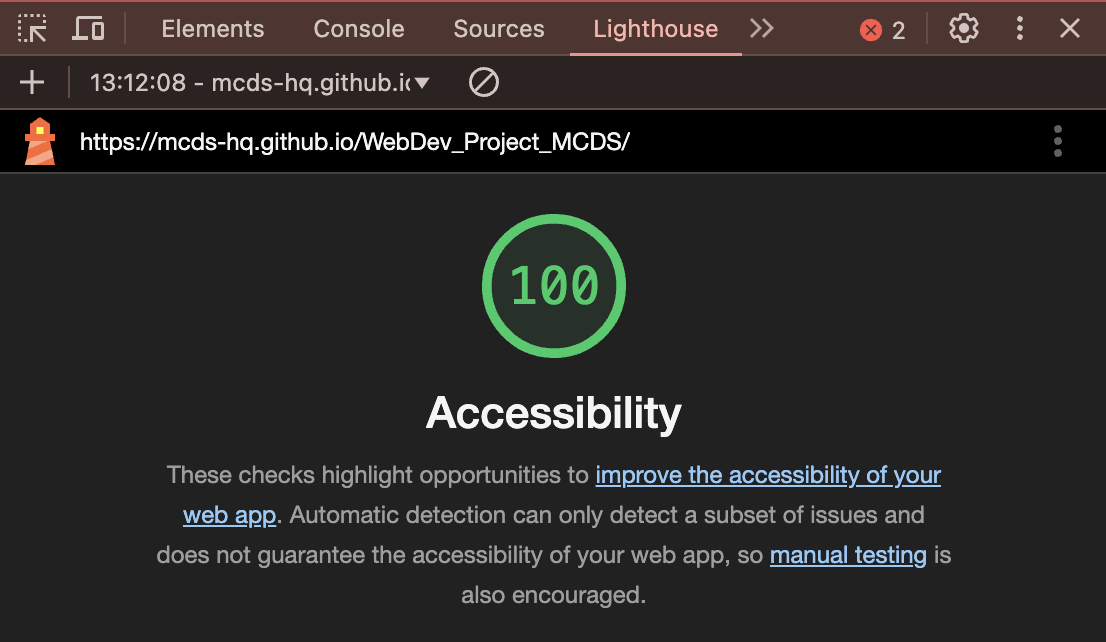 Elements Console Sources Lighthouse 2
13:12:08 - mcds-hq.github.io
https://mcds-hq.github.io/WebDev_Project_MCDS/
100
Accessibility
These checks highlight opportunities to improve the accessibility of your
web app. Automatic detection can only detect a subset of issues and
does not guarantee the accessibility of your web app, so manual testing is
also encouraged.